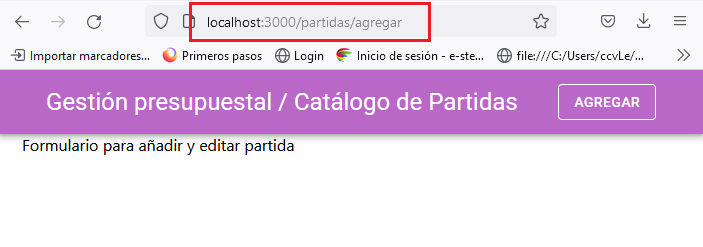 localhost:3000/partidas/agregar
Importar marcadores... Primeros pasos Login Inicio de sesión - e-ste... file:///C:/Users/ccvLe/...
Gestión presupuestal / Catálogo de Partidas AGREGAR
Formulario para añadir y editar partida